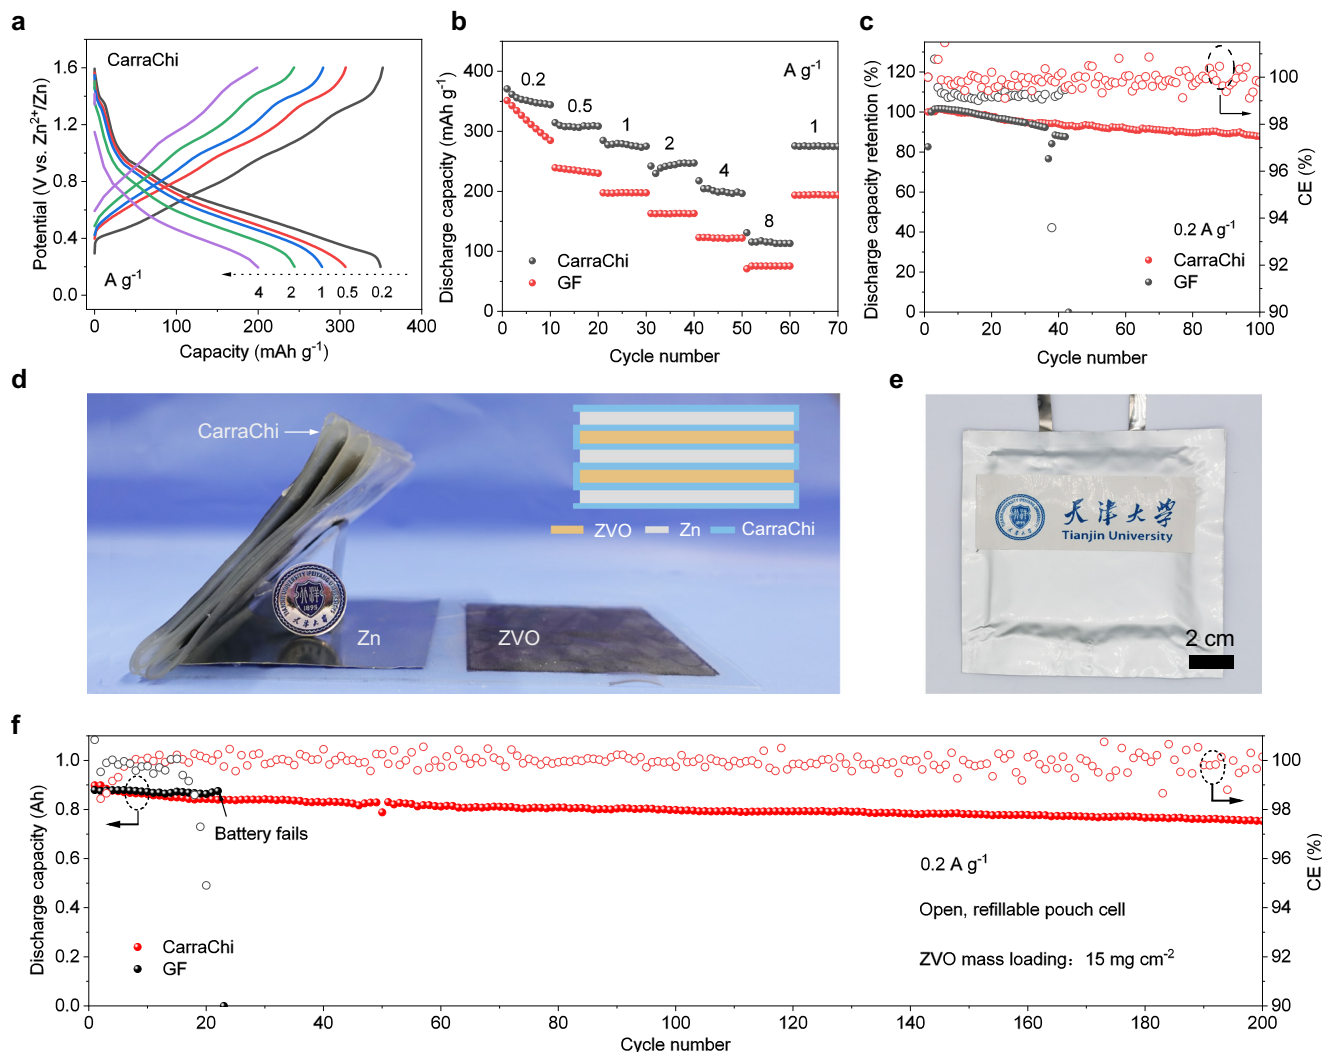 a
CarraChi
Potential (V vs. Zn²⁺/Zn)
1.6
1.2
0.8
0.4
0.0
A g⁻¹
4 2 1 0.5 0.2
0 100 200 300 400
Capacity (mAh g⁻¹)
b
Discharge capacity (mAh g⁻¹)
400
300
200
100
0
A g⁻¹
0.2
0.5
1
2
4
8
1
CarraChi
GF
0 10 20 30 40 50 60 70
Cycle number
c
Discharge capacity retention (%)
120
100
80
60
40
20
0
100
98
96
94
92
90
CE (%)
0.2 A g⁻¹
CarraChi
GF
0 20 40 60 80 100
Cycle number
d
CarraChi
ZVO Zn CarraChi
1895
天津大学
Zn
ZVO
e
天津大学
Tianjin University
2 cm
f
Discharge capacity (Ah)
1.0
0.8
0.6
0.4
0.2
0.0
100
98
96
94
92
90
CE (%)
Battery fails
0.2 A g⁻¹
Open, refillable pouch cell
ZVO mass loading：15 mg cm⁻²
CarraChi
GF
0 20 40 60 80 100 120 140 160 180 200
Cycle number